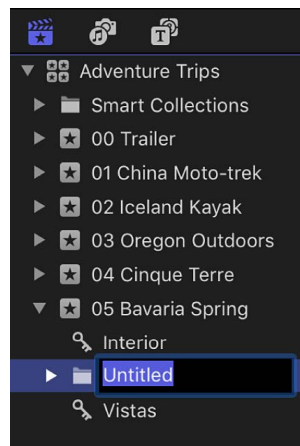 Adventure Trips
Smart Collections
00 Trailer
01 China Moto-trek
02 Iceland Kayak
03 Oregon Outdoors
04 Cinque Terre
05 Bavaria Spring
Interior
Untitled
Vistas